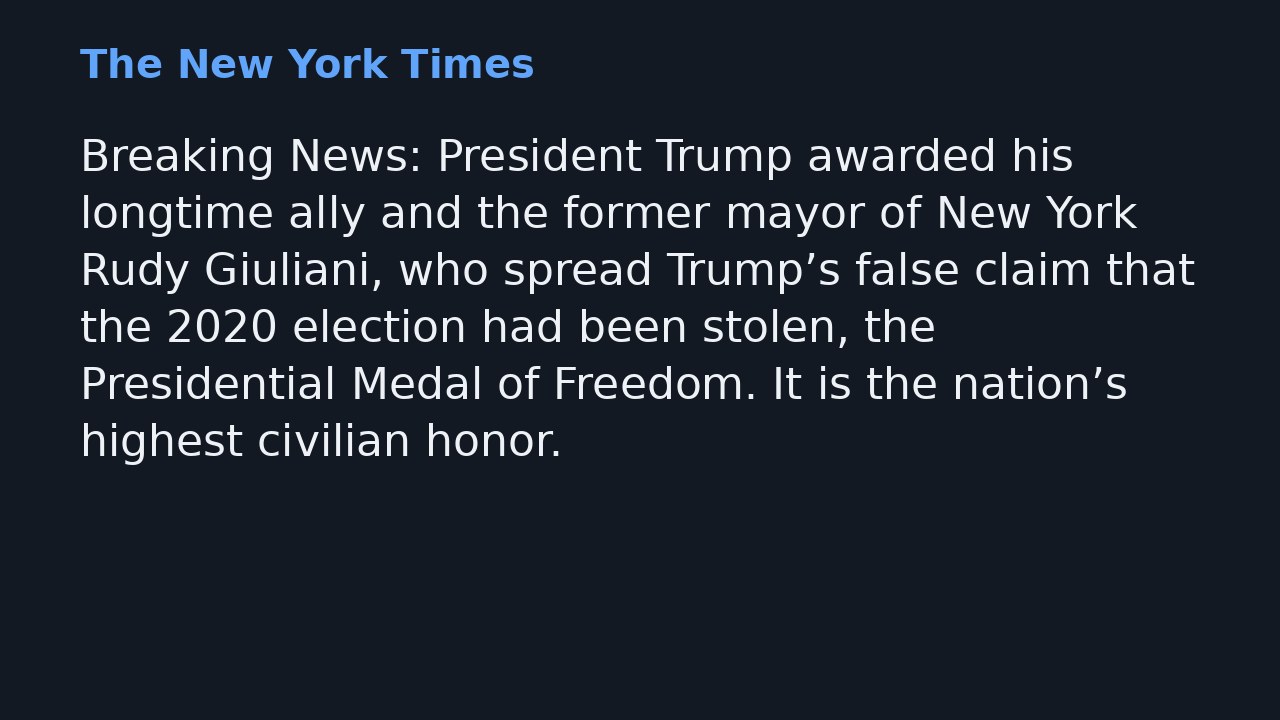 The New York Times
Breaking News: President Trump awarded his
longtime ally and the former mayor of New York
Rudy Giuliani, who spread Trump’s false claim that
the 2020 election had been stolen, the
Presidential Medal of Freedom. It is the nation’s
highest civilian honor.